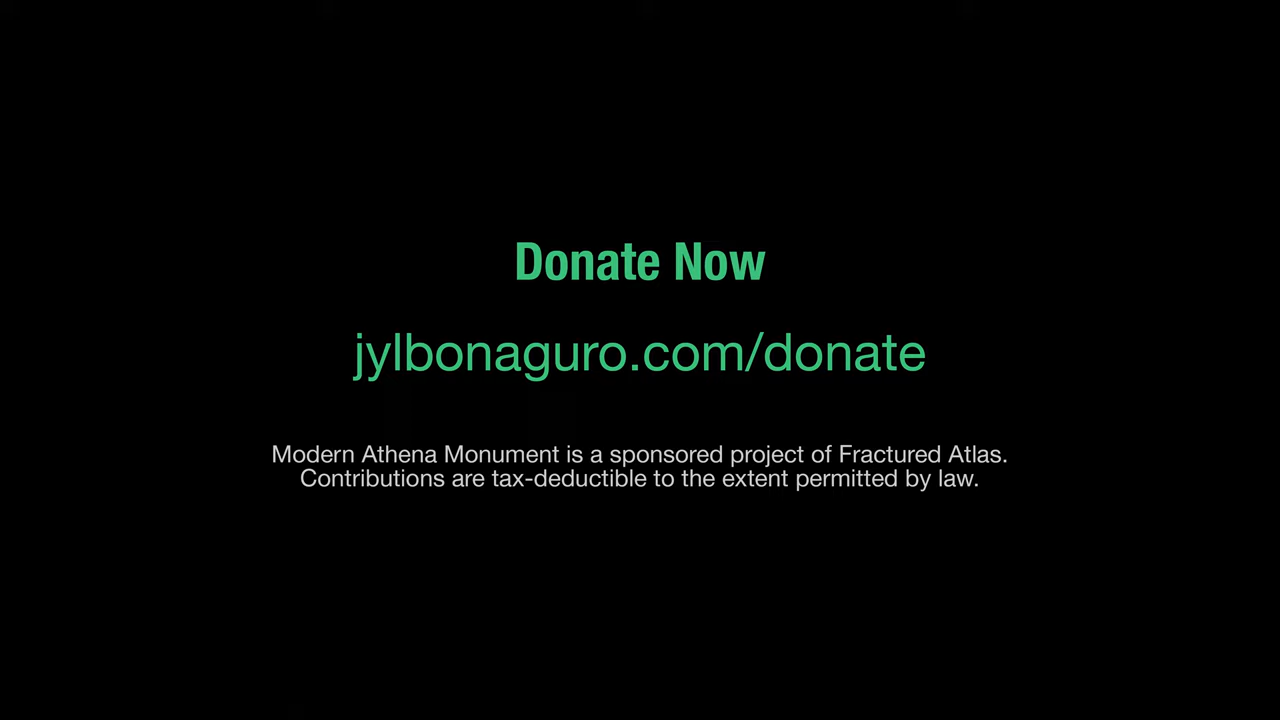 Donate Now
jylbonaguro.com/donate
Modern Athena Monument is a sponsored project of Fractured Atlas.
Contributions are tax-deductible to the extent permitted by law.